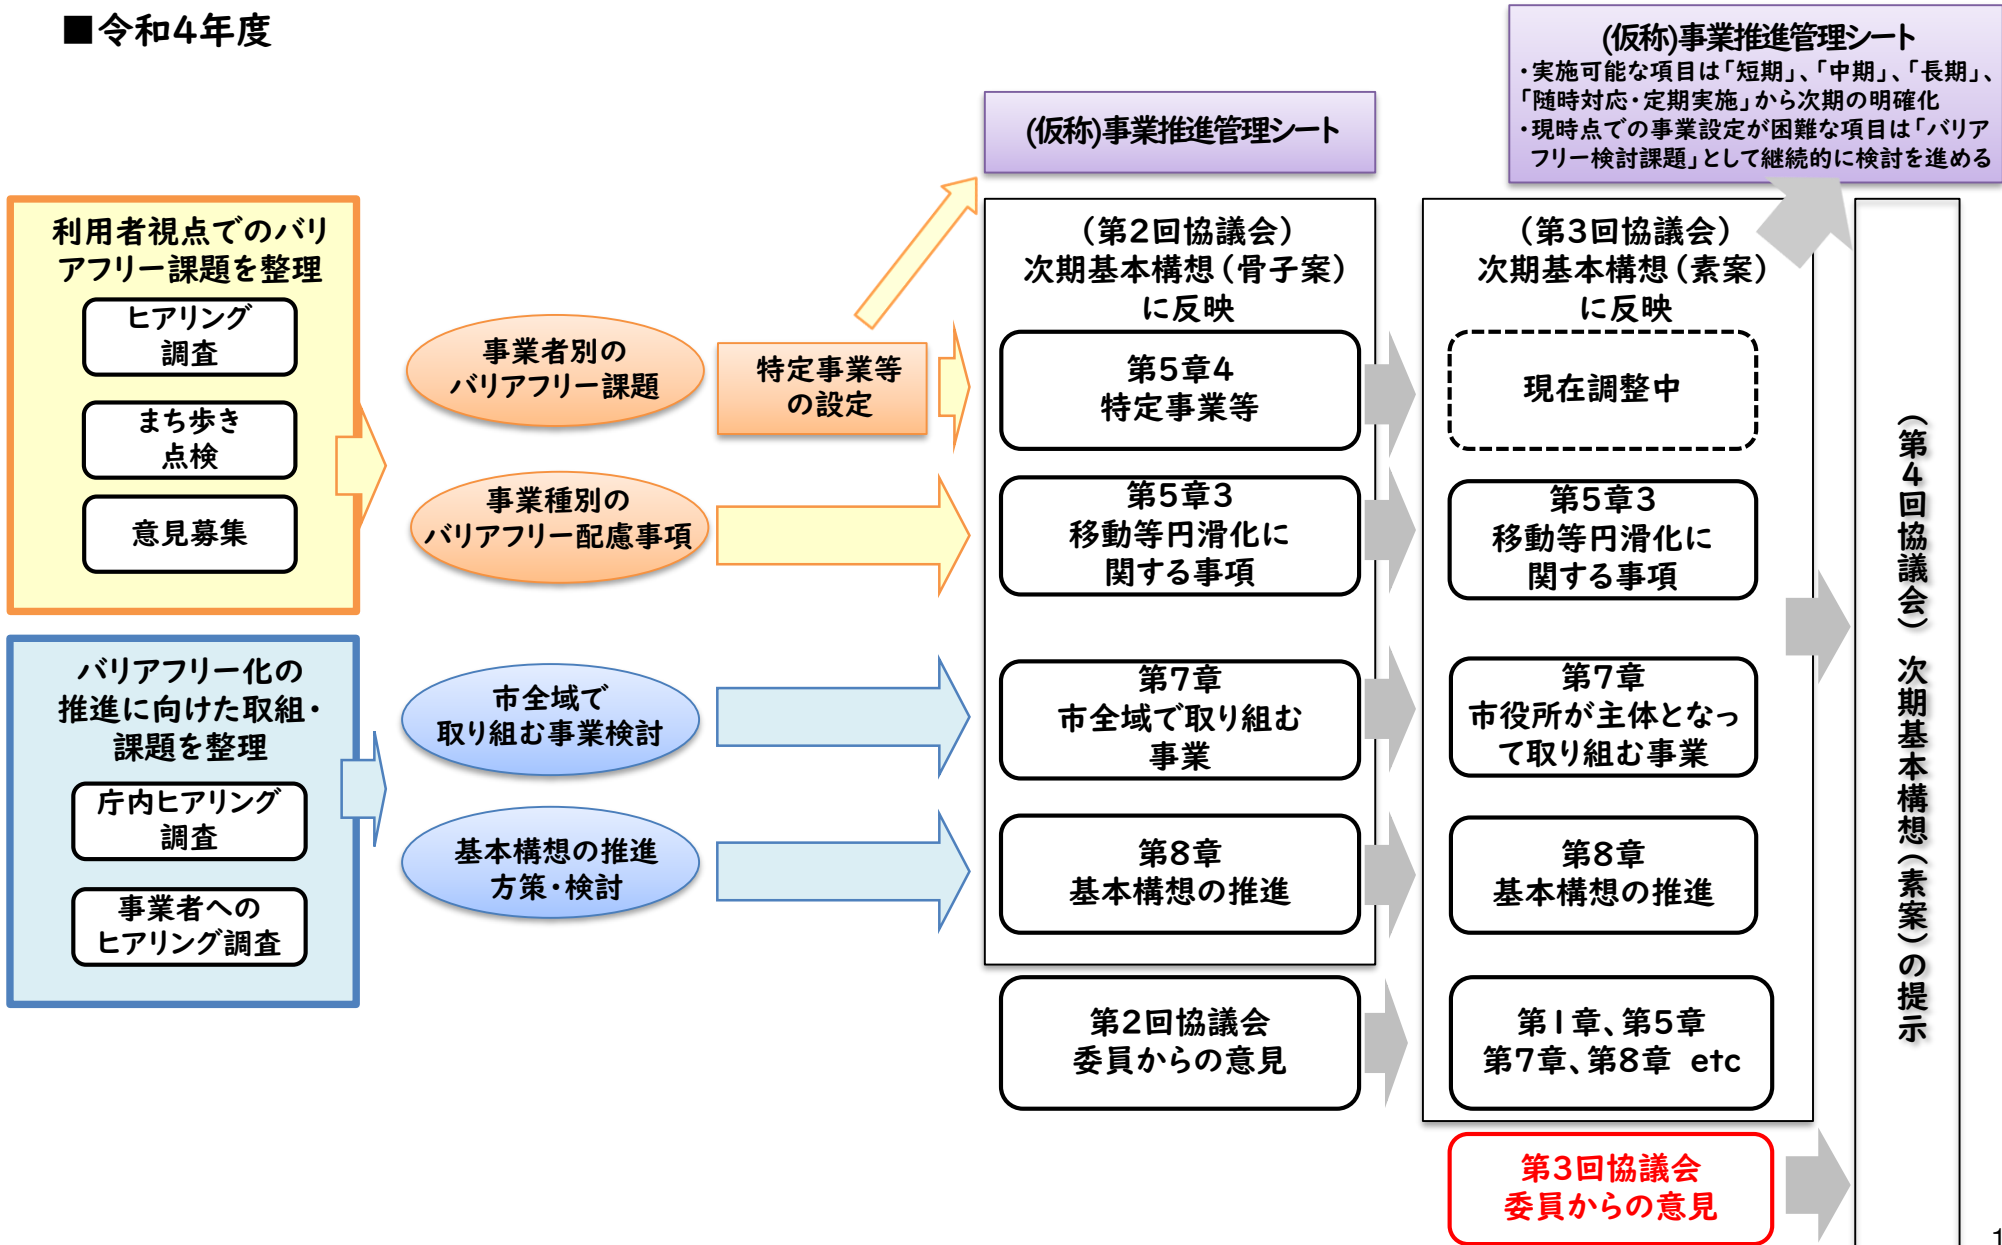 ■令和4年度
(仮称)事業推進管理シート
・実施可能な項目は「短期」、「中期」、「長期」、
「随時対応・定期実施」から次期の明確化
・現時点での事業設定が困難な項目は「バリア
フリー検討課題」として継続的に検討を進める
(仮称)事業推進管理シート
利用者視点でのバリ
アフリー課題を整理
ヒアリング
調査
まち歩き
点検
意見募集
バリアフリー化の
推進に向けた取組・
課題を整理
庁内ヒアリング
調査
事業者への
ヒアリング調査
事業者別の
バリアフリー課題
特定事業等
の設定
事業種別の
バリアフリー配慮事項
市全域で
取り組む事業検討
基本構想の推進
方策・検討
（第2回協議会）
次期基本構想（骨子案）
に反映
第5章4
特定事業等
第5章3
移動等円滑化に
関する事項
第7章
市全域で取り組む
事業
第8章
基本構想の推進
第2回協議会
委員からの意見
（第3回協議会）
次期基本構想（素案）
に反映
現在調整中
第5章3
移動等円滑化に
関する事項
第7章
市役所が主体となっ
て取り組む事業
第8章
基本構想の推進
第1章、第5章
第7章、第8章 etc
第3回協議会
委員からの意見
（第4回協議会） 次期基本構想（素案）の提示
1